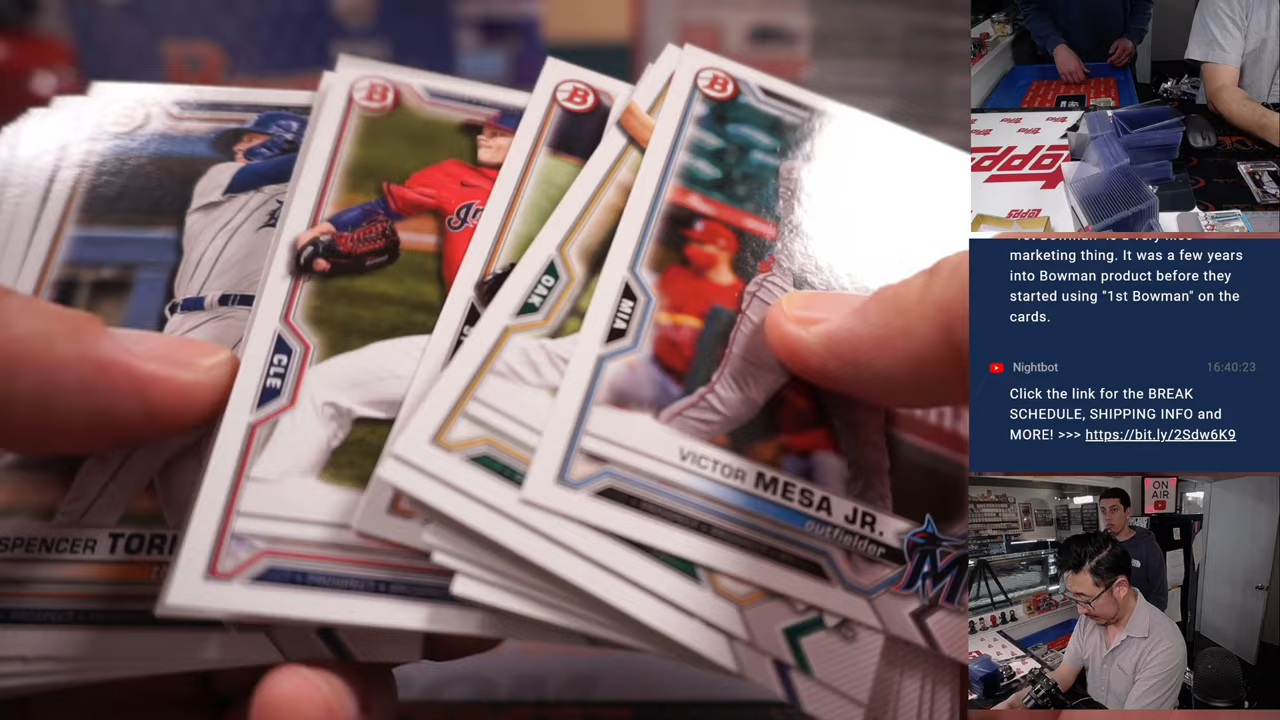 B
B
B
MIA
OAK
CLE
VICTOR MESA JR.
outfielder
M
SPENCER
Topps
Topps
marketing thing. It was a few years
into Bowman product before they
started using "1st Bowman" on the
cards.
Nightbot
16:40:23
Click the link for the BREAK
SCHEDULE, SHIPPING INFO and
MORE! >>> https://bit.ly/2Sdw6K9
ON
AIR